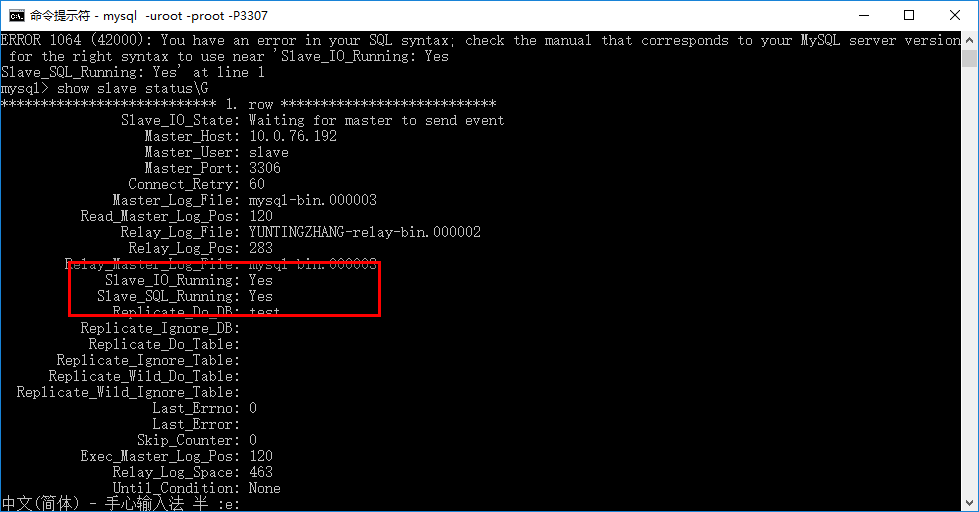 命令提示符 - mysql  -uroot -proot -P3307
ERROR 1064 (42000): You have an error in your SQL syntax; check the manual that corresponds to your MySQL server version
 for the right syntax to use near 'Slave_IO_Running: Yes
Slave_SQL_Running: Yes' at line 1
mysql> show slave status\G
*************************** 1. row ***************************
Slave_IO_State: Waiting for master to send event
Master_Host: 10.0.76.192
Master_User: slave
Master_Port: 3306
Connect_Retry: 60
Master_Log_File: mysql-bin.000003
Read_Master_Log_Pos: 120
Relay_Log_File: YUNTINGZHANG-relay-bin.000002
Relay_Log_Pos: 283
Relay_Master_Log_File: mysql-bin.000003
Slave_IO_Running: Yes
Slave_SQL_Running: Yes
Replicate_Do_DB: test
Replicate_Ignore_DB:
Replicate_Do_Table:
Replicate_Ignore_Table:
Replicate_Wild_Do_Table:
Replicate_Wild_Ignore_Table:
Last_Errno: 0
Last_Error:
Skip_Counter: 0
Exec_Master_Log_Pos: 120
Relay_Log_Space: 463
Until_Condition: None
中文(简体) - 手心输入法 半 :e: